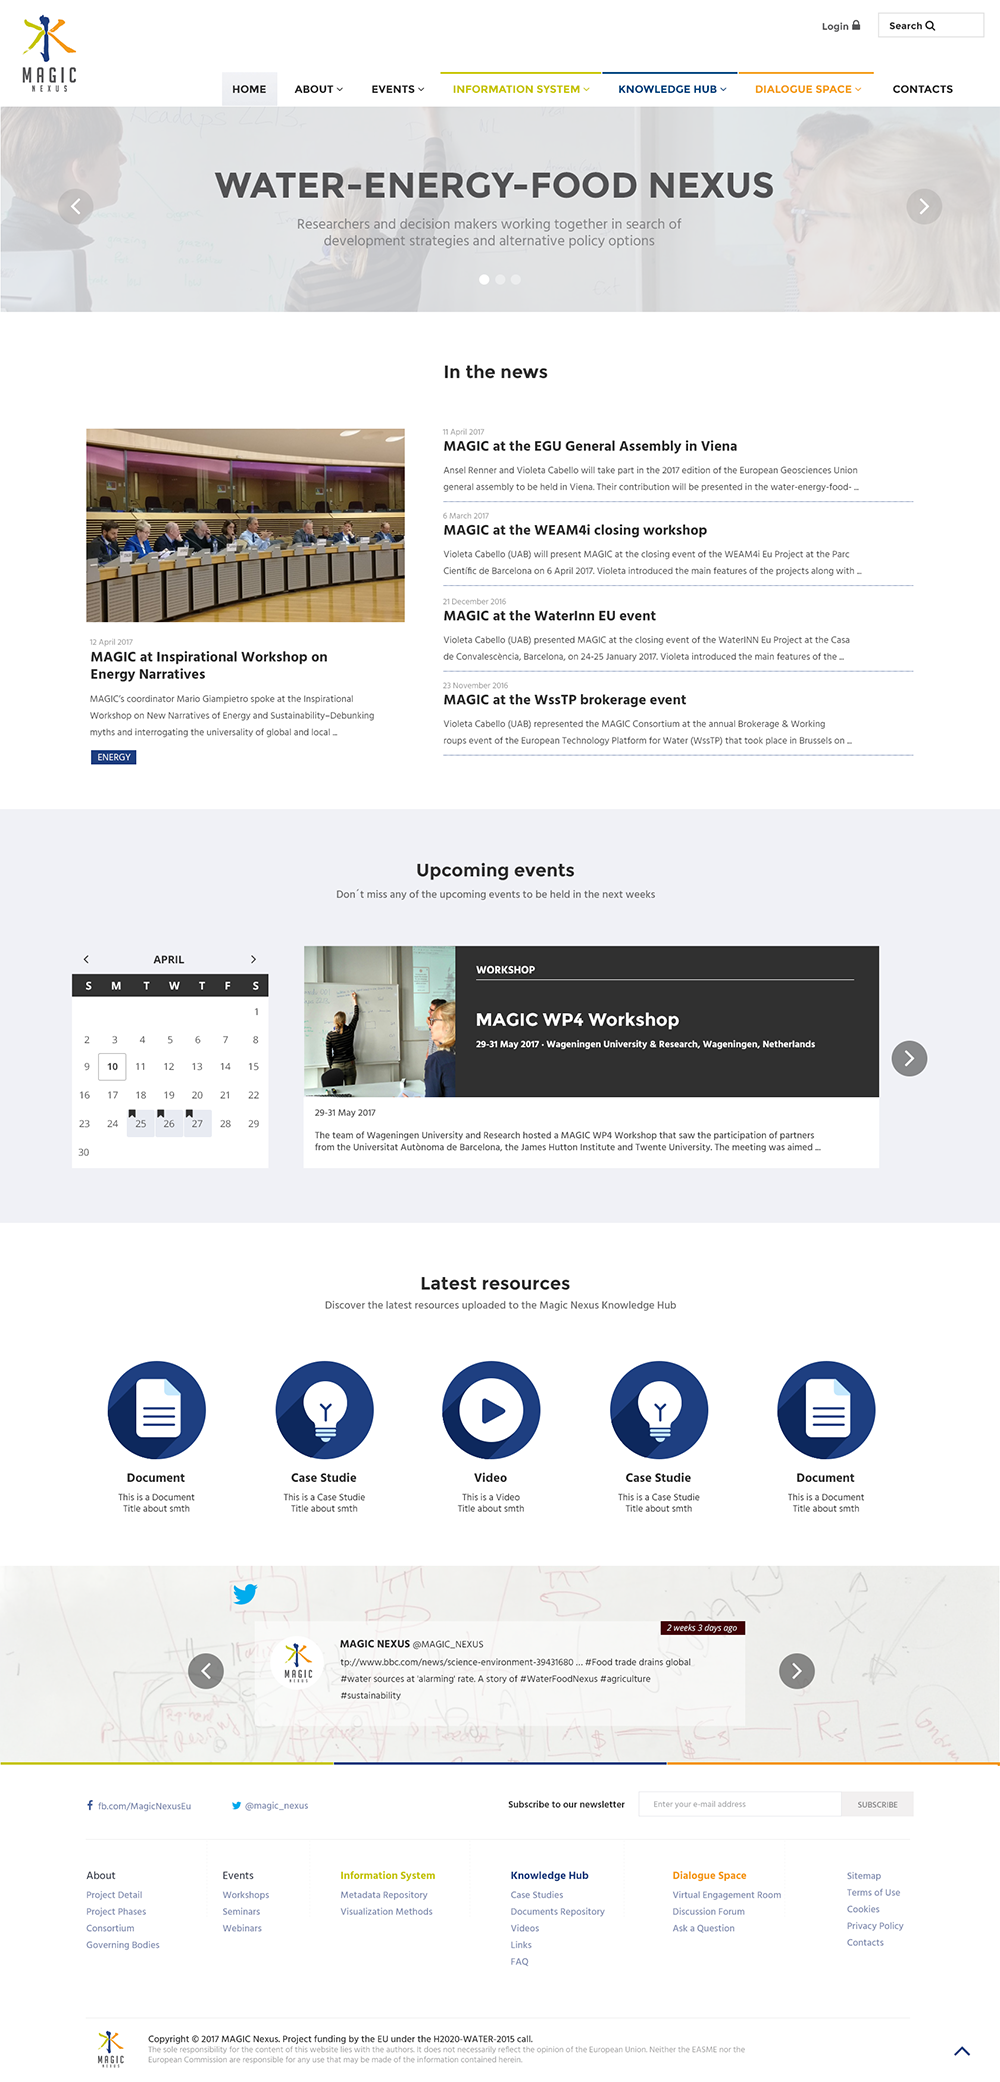 MAGIC
NEXUS
Login
Search
HOME
ABOUT
EVENTS
INFORMATION SYSTEM
KNOWLEDGE HUB
DIALOGUE SPACE
CONTACTS
WATER-ENERGY-FOOD NEXUS
Researchers and decision makers working together in search of
development strategies and alternative policy options
In the news
12 April 2017
MAGIC at Inspirational Workshop on
Energy Narratives
MAGIC's coordinator Mario Giampietro spoke at the Inspirational
Workshop on New Narratives of Energy and Sustainability–Debunking
myths and interrogating the universality of global and local ...
ENERGY
11 April 2017
MAGIC at the EGU General Assembly in Viena
Ansel Renner and Violeta Cabello will take part in the 2017 edition of the European Geosciences Union
general assembly to be held in Viena. Their contribution will be presented in the water-energy-food- ...
6 March 2017
MAGIC at the WEAM4i closing workshop
Violeta Cabello (UAB) will present MAGIC at the closing event of the WEAM4i Eu Project at the Parc
Científic de Barcelona on 6 April 2017. Violeta introduced the main features of the projects along with ...
21 December 2016
MAGIC at the WaterInn EU event
Violeta Cabello (UAB) presented MAGIC at the closing event of the WaterINN Eu Project at the Casa
de Convalescència, Barcelona, on 24-25 January 2017. Violeta introduced the main features of the ...
23 November 2016
MAGIC at the WssTP brokerage event
Violeta Cabello (UAB) represented the MAGIC Consortium at the annual Brokerage & Working
roups event of the European Technology Platform for Water (WssTP) that took place in Brussels on ...
Upcoming events
Don´t miss any of the upcoming events to be held in the next weeks
APRIL
S M T W T F S
1
2 3 4 5 6 7 8
9 10 11 12 13 14 15
16 17 18 19 20 21 22
23 24 25 26 27 28 29
30
WORKSHOP
MAGIC WP4 Workshop
29-31 May 2017 · Wageningen University & Research, Wageningen, Netherlands
29-31 May 2017
The team of Wageningen University and Research hosted a MAGIC WP4 Workshop that saw the participation of partners
from the Universitat Autònoma de Barcelona, the James Hutton Institute and Twente University. The meeting was aimed ...
Latest resources
Discover the latest resources uploaded to the Magic Nexus Knowledge Hub
Document
This is a Document
Title about smth
Case Studie
This is a Case Studie
Title about smth
Video
This is a Video
Title about smth
Case Studie
This is a Case Studie
Title about smth
Document
This is a Document
Title about smth
2 weeks 3 days ago
MAGIC
NEXUS
MAGIC NEXUS @MAGIC_NEXUS
tp://www.bbc.com/news/science-environment-39431680 ... #Food trade drains global
#water sources at 'alarming' rate. A story of #WaterFoodNexus #agriculture
#sustainability
fb.com/MagicNexusEu
@magic_nexus
Subscribe to our newsletter
Enter your e-mail address
SUBSCRIBE
About
Project Detail
Project Phases
Consortium
Governing Bodies
Events
Workshops
Seminars
Webinars
Information System
Metadata Repository
Visualization Methods
Knowledge Hub
Case Studies
Documents Repository
Videos
Links
FAQ
Dialogue Space
Virtual Engagement Room
Discussion Forum
Ask a Question
Sitemap
Terms of Use
Cookies
Privacy Policy
Contacts
MAGIC
NEXUS
Copyright © 2017 MAGIC Nexus. Project funding by the EU under the H2020-WATER-2015 call.
The sole responsibility for the content of this website lies with the authors. It does not necessarily reflect the opinion of the European Union. Neither the EASME nor the
European Commission are responsible for any use that may be made of the information contained herein.